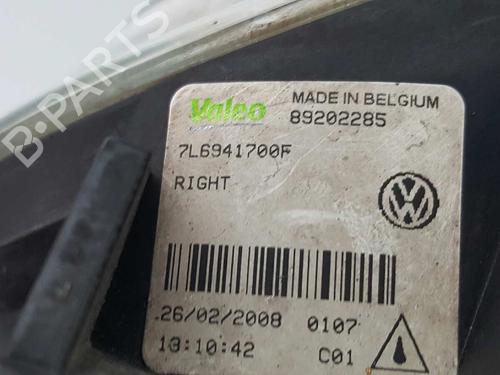 B-PARTS
Valeo
MADE IN BELGIUM
89202285
7L6941700F
RIGHT
26/02/2008 0107
13:10:42 C01